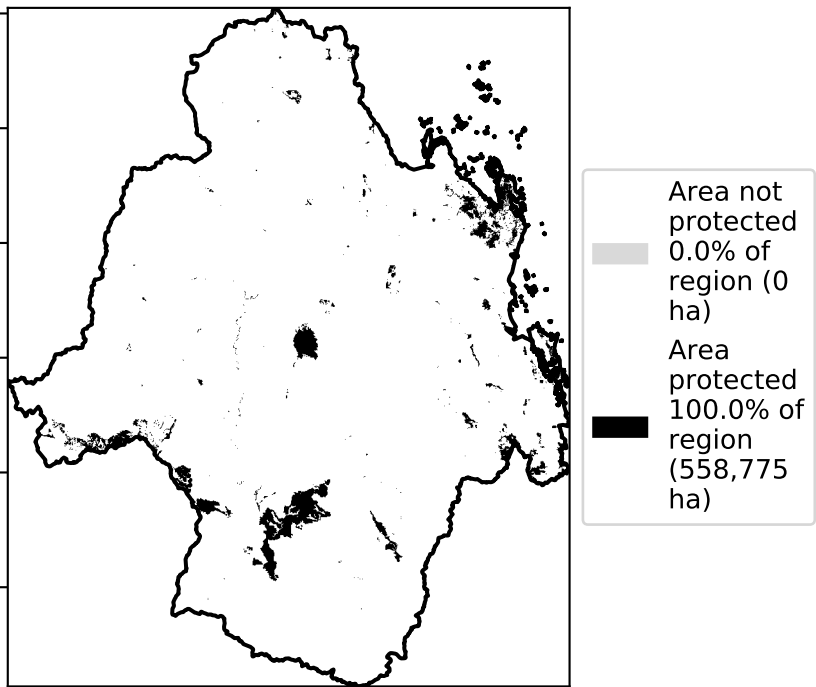 Area not
protected
0.0% of
region (0
ha)
Area
protected
100.0% of
region
(558,775
ha)